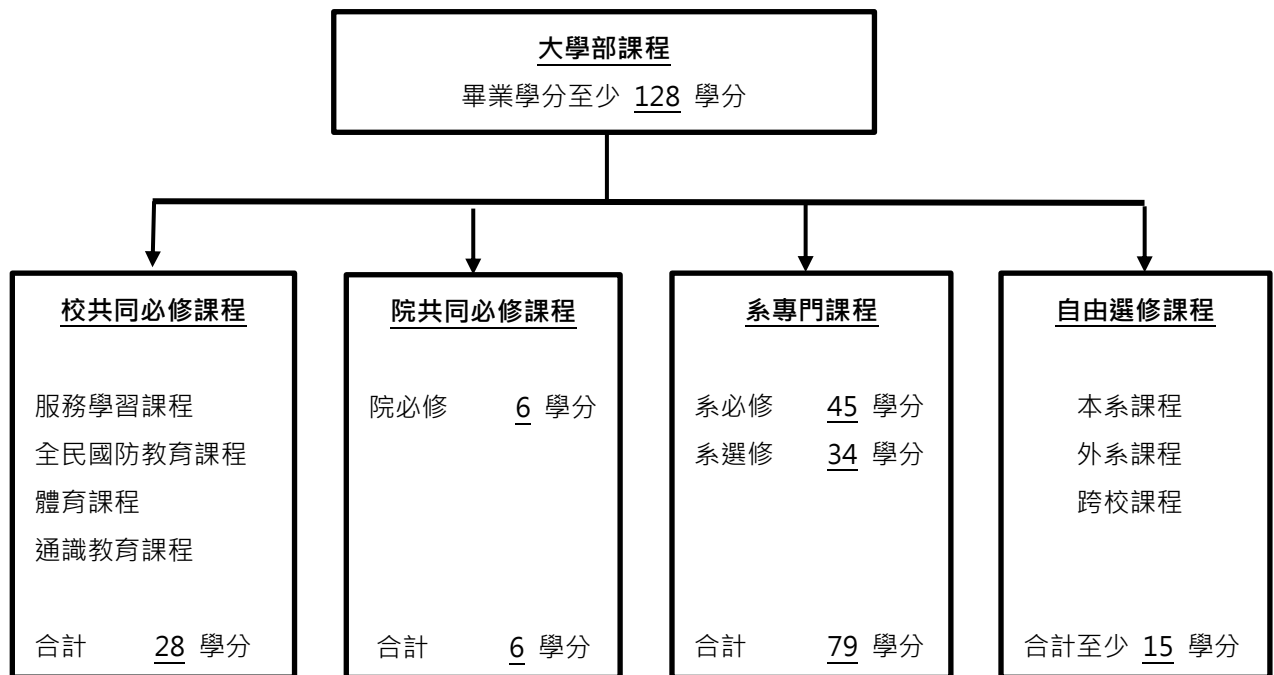 大學部課程
畢業學分至少 128 學分
校共同必修課程
服務學習課程
全民國防教育課程
體育課程
通識教育課程
合計 28 學分
院共同必修課程
院必修 6 學分
合計 6 學分
系專門課程
系必修 45 學分
系選修 34 學分
合計 79 學分
自由選修課程
本系課程
外系課程
跨校課程
合計至少 15 學分